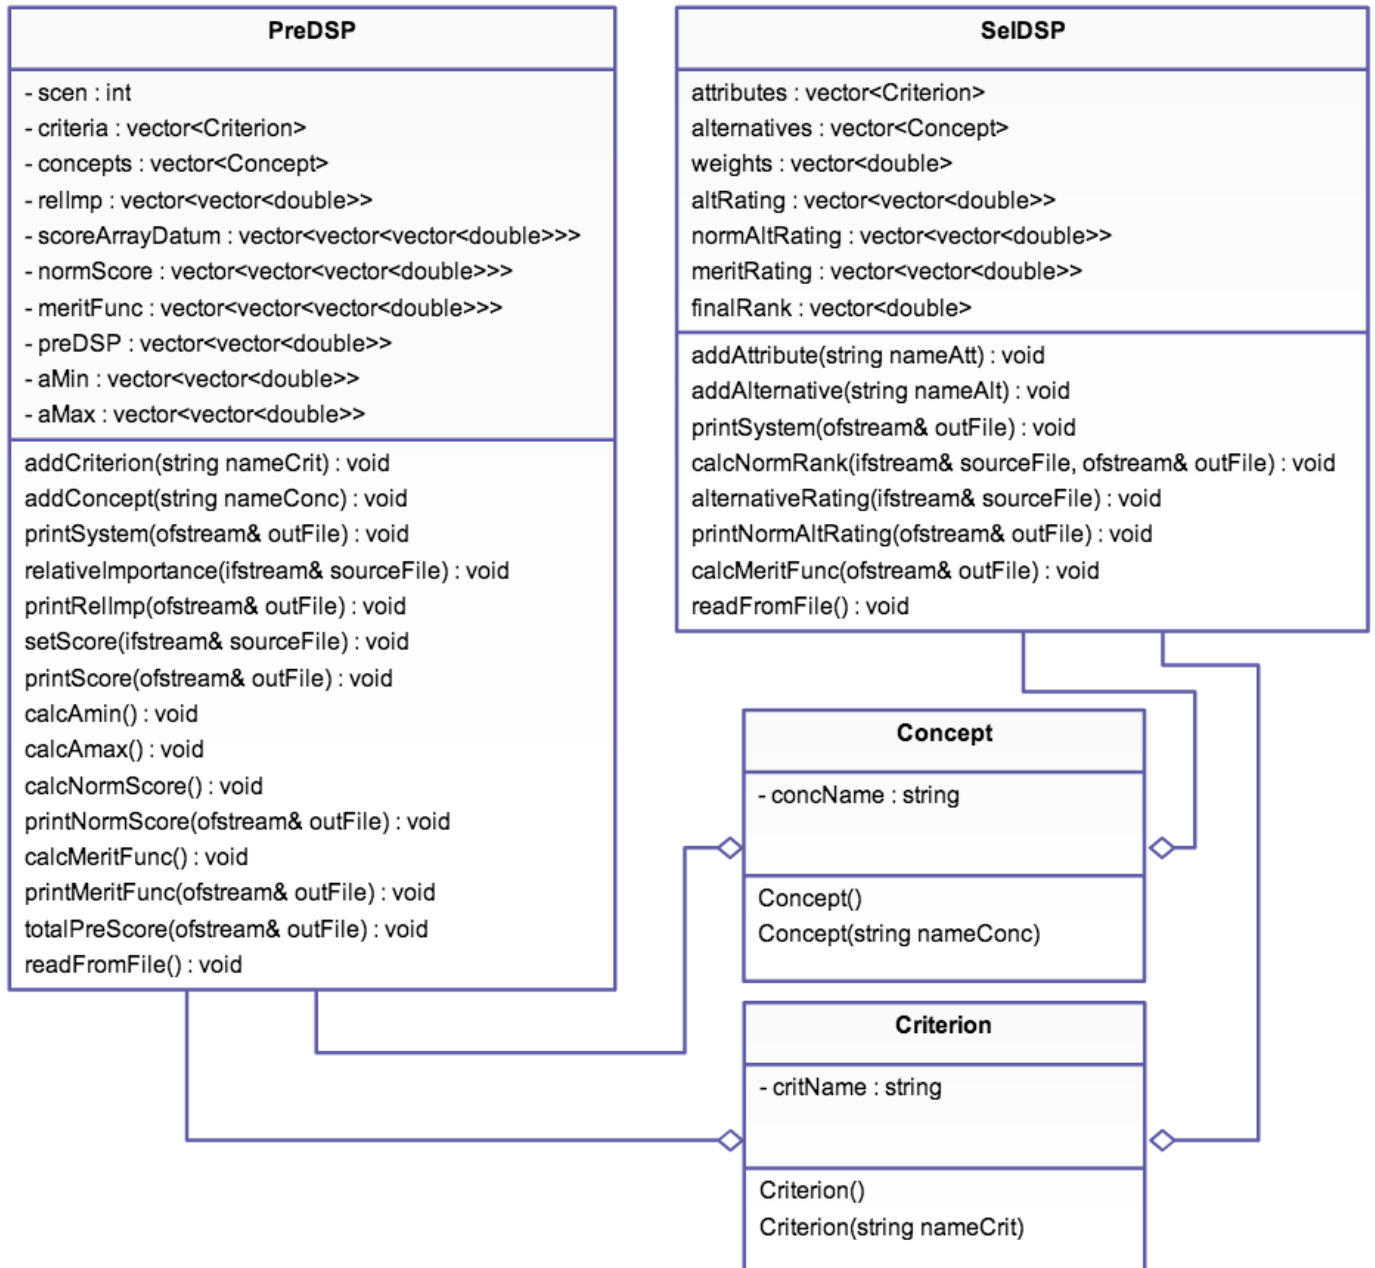 PreDSP
- scen : int
- criteria : vector<Criterion>
- concepts : vector<Concept>
- relImp : vector<vector<double>>
- scoreArrayDatum : vector<vector<vector<double>>>
- normScore : vector<vector<vector<double>>>
- meritFunc : vector<vector<vector<double>>>
- preDSP : vector<vector<double>>
- aMin : vector<vector<double>>
- aMax : vector<vector<double>>
addCriterion(string nameCrit) : void
addConcept(string nameConc) : void
printSystem(ofstream& outFile) : void
relativeImportance(ifstream& sourceFile) : void
printRelImp(ofstream& outFile) : void
setScore(ifstream& sourceFile) : void
printScore(ofstream& outFile) : void
calcAmin() : void
calcAmax() : void
calcNormScore() : void
printNormScore(ofstream& outFile) : void
calcMeritFunc() : void
printMeritFunc(ofstream& outFile) : void
totalPreScore(ofstream& outFile) : void
readFromFile() : void
SelDSP
attributes : vector<Criterion>
alternatives : vector<Concept>
weights : vector<double>
altRating : vector<vector<double>>
normAltRating : vector<vector<double>>
meritRating : vector<vector<double>>
finalRank : vector<double>
addAttribute(string nameAtt) : void
addAlternative(string nameAlt) : void
printSystem(ofstream& outFile) : void
calcNormRank(ifstream& sourceFile, ofstream& outFile) : void
alternativeRating(ifstream& sourceFile) : void
printNormAltRating(ofstream& outFile) : void
calcMeritFunc(ofstream& outFile) : void
readFromFile() : void
Concept
- concName : string
Concept()
Concept(string nameConc)
Criterion
- critName : string
Criterion()
Criterion(string nameCrit)